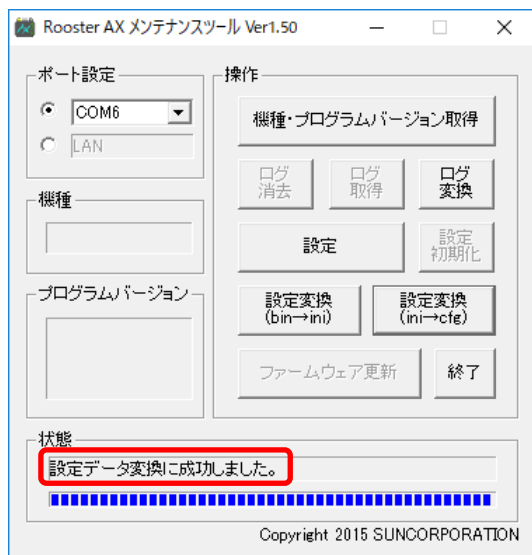 Rooster AX メンテナンスツール Ver1.50
ポート設定
COM6
LAN
機種
プログラムバージョン
操作
機種・プログラムバージョン取得
ログ
消去
ログ
取得
ログ
変換
設定
設定
初期化
設定変換
(bin→ini)
設定変換
(ini→cfg)
ファームウェア更新
終了
状態
設定データ変換に成功しました。
Copyright 2015 SUNCORPORATION